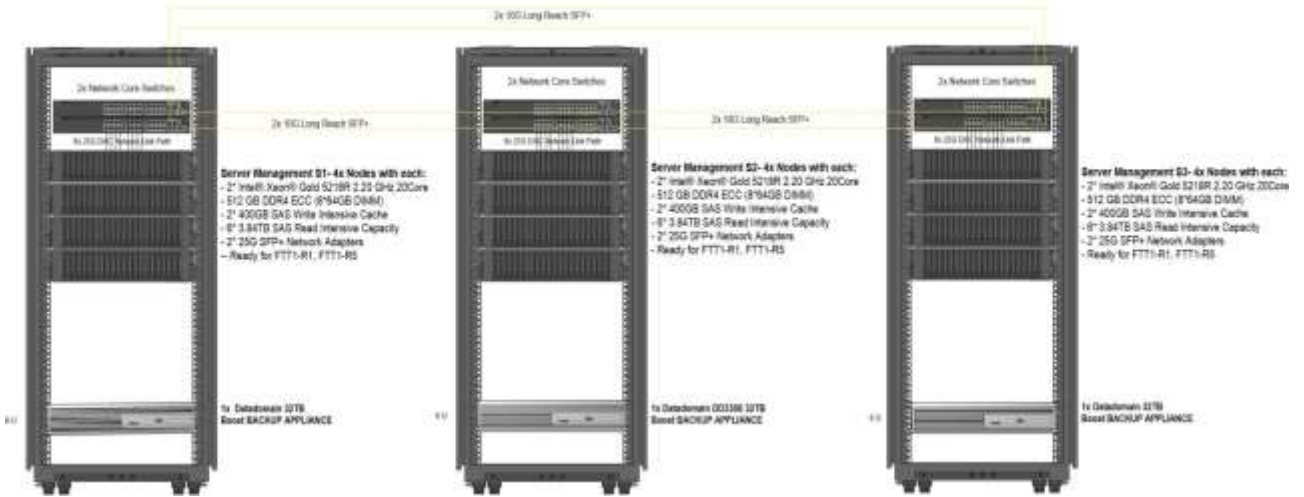 2x 10G Long Reach SFP+
2x Network Core Switches
2x Network Core Switches
2x Network Core Switches
2x 10G Long Reach SFP+
2x 10G Long Reach SFP+
Network Link Path
Network Link Path
Network Link Path
Server Management S1- 4x Nodes with each:
- 2* Intel® Xeon® Gold 5218R 2.20 GHz 20Core
- 512 GB DDR4 ECC (8*64GB DIMM)
- 2* 400GB SAS Write Intensive Cache
- 6* 3.84TB SAS Read Intensive Capacity
- 2* 25G SFP+ Network Adapters
-- Ready for FTT1-R1, FTT1-R5
Server Management S2- 4x Nodes with each:
- 2* Intel® Xeon® Gold 5218R 2.20 GHz 20Core
- 512 GB DDR4 ECC (8*64GB DIMM)
- 2* 400GB SAS Write Intensive Cache
- 6* 3.84TB SAS Read Intensive Capacity
- 2* 25G SFP+ Network Adapters
- Ready for FTT1-R1, FTT1-R5
Server Management S3- 4x Nodes with each:
- 2* Intel® Xeon® Gold 5218R 2.20 GHz 20Core
- 512 GB DDR4 ECC (8*64GB DIMM)
- 2* 400GB SAS Write Intensive Cache
- 6* 3.84TB SAS Read Intensive Capacity
- 2* 25G SFP+ Network Adapters
- Ready for FTT1-R1, FTT1-R5
1x Datadomain 32TB
Boost BACKUP APPLIANCE
1x Datadomain DD3300 32TB
Boost BACKUP APPLIANCE
1x Datadomain 32TB
Boost BACKUP APPLIANCE